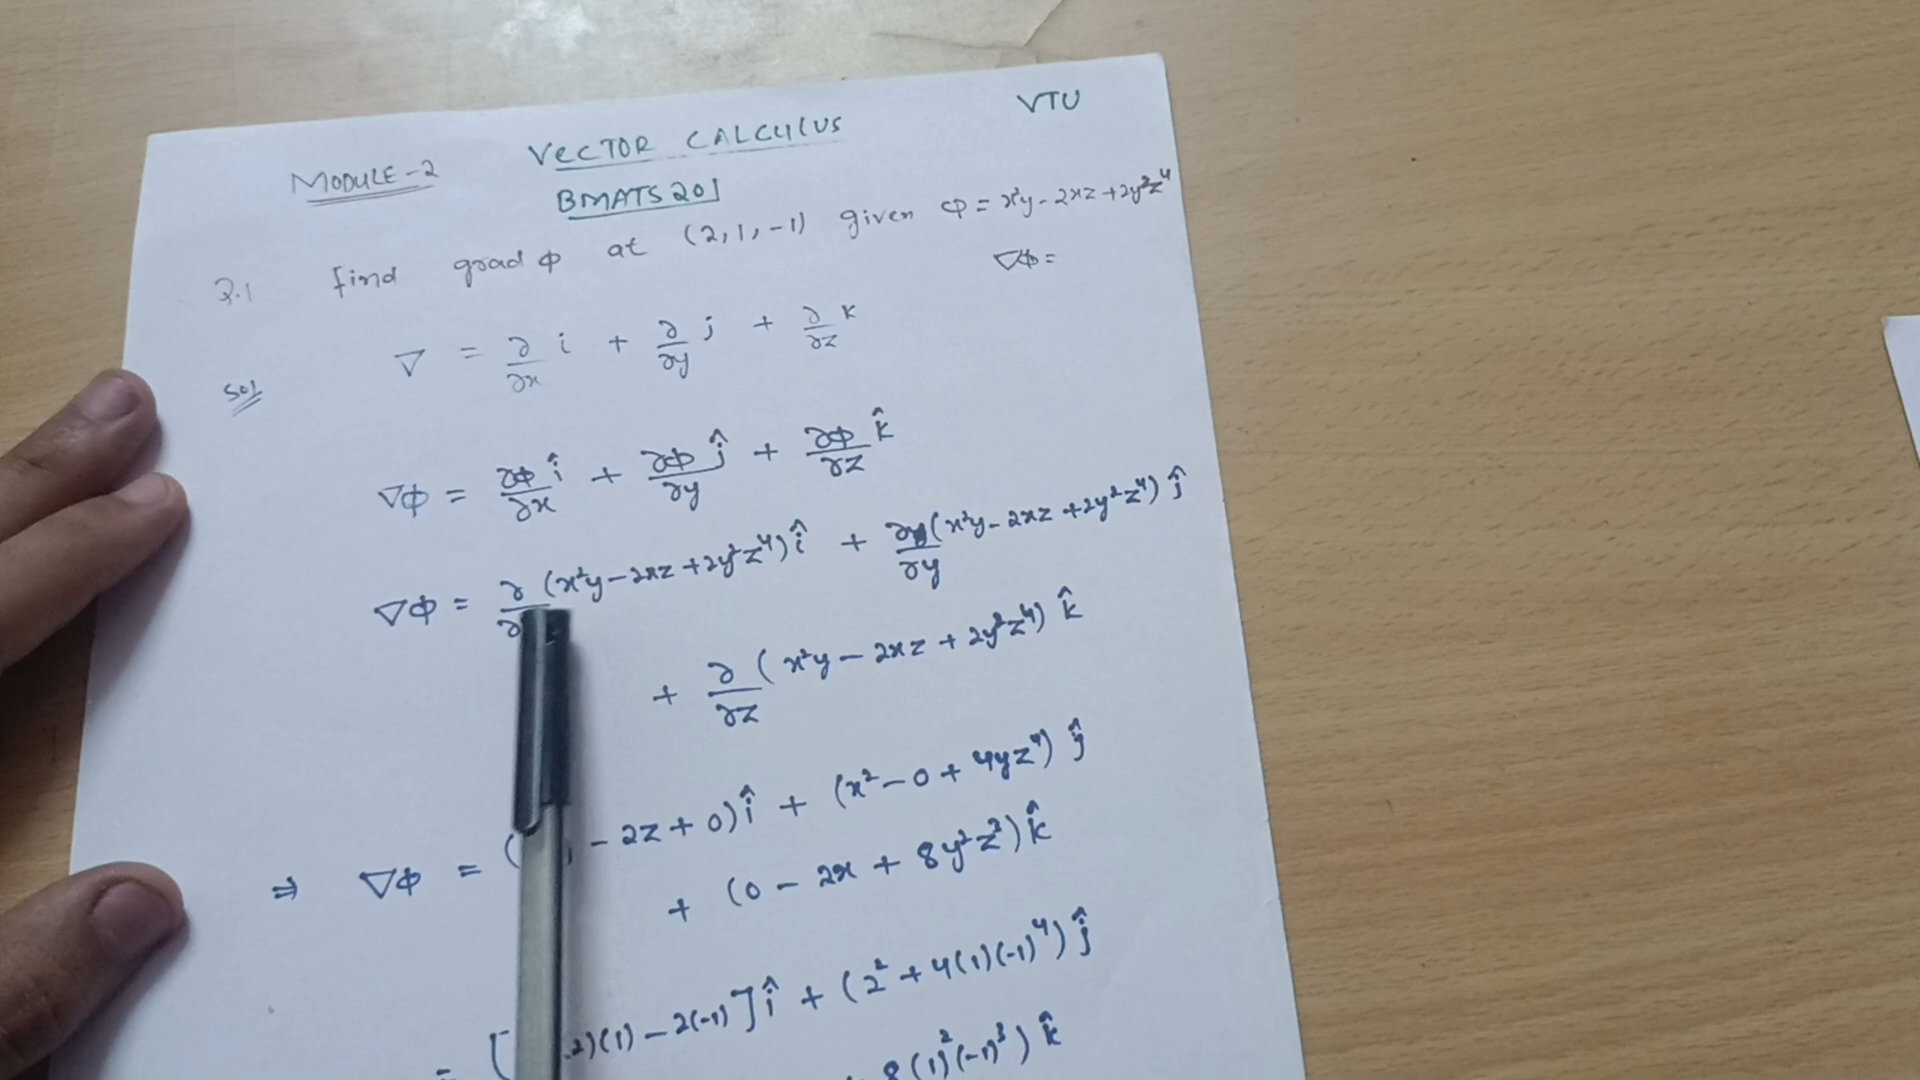 VTU
MODULE-2 VECTOR CALCULUS
BMATS201
Q.1 find grad ϕ at (2,1,-1) given ϕ = x²y - 2xz + 2y²z⁴
∇ϕ =
Sol ∇ = ∂/∂x i + ∂/∂y j + ∂/∂z k
∇ϕ = ∂ϕ/∂x î + ∂ϕ/∂y ĵ + ∂ϕ/∂z k̂
∇ϕ = ∂/∂ (x²y - 2xz + 2y²z⁴) î + ∂/∂y (x²y - 2xz + 2y²z⁴) ĵ
+ ∂/∂z (x²y - 2xz + 2y²z⁴) k̂
⇒ ∇ϕ = ( - 2z + 0) î + (x² - 0 + 4yz⁴) ĵ
+ (0 - 2x + 8y²z³) k̂
= [ 2)(1) - 2(-1)] î + (2² + 4(1)(-1)⁴) ĵ
8(1)²(-1)³) k̂